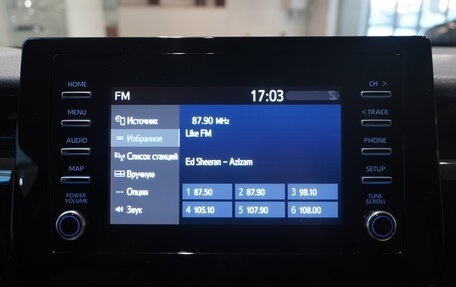 HOME
MENU
AUDIO
MAP
POWER
VOLUME
FM 17:03
Источник
Избранное
Список станций
Вручную
Опции
Звук
87.90 MHz
Like FM
Ed Sheeran – Azizam
1 87.50 2 87.90 3 98.10
4 105.10 5 107.90 6 108.00
CH >
< TRACK
PHONE
SETUP
TUNE
SCROLL